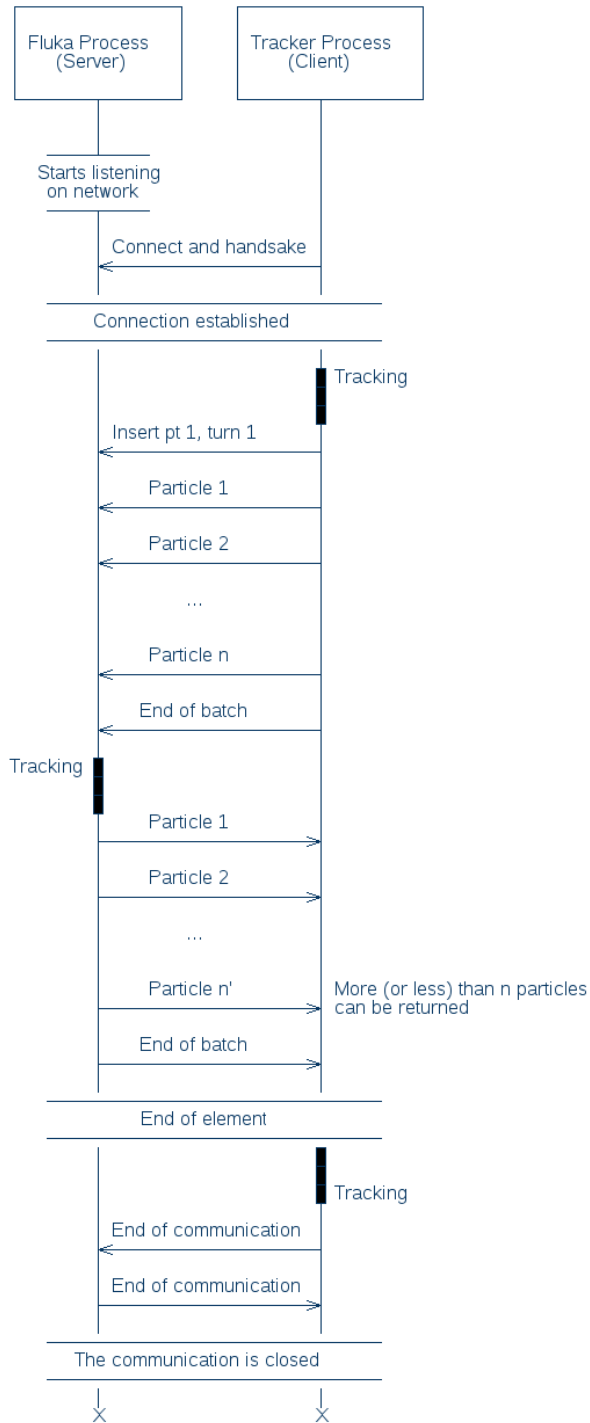 Fluka Process
(Server)
Tracker Process
(Client)
Starts listening
on network
Connect and handsake
Connection established
Tracking
Insert pt 1, turn 1
Particle 1
Particle 2
...
Particle n
End of batch
Tracking
Particle 1
Particle 2
...
Particle n'
More (or less) than n particles
can be returned
End of batch
End of element
Tracking
End of communication
End of communication
The communication is closed